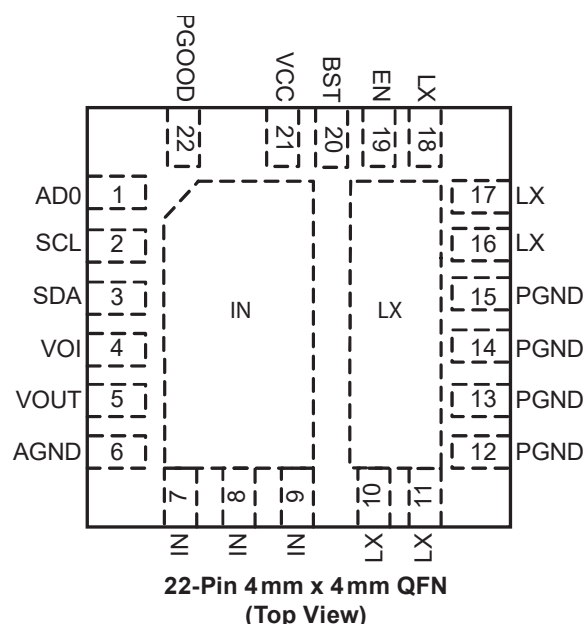 PGOOD VCC BST EN LX
22 21 20 19 18
AD0 1 17 LX
SCL 2 16 LX
SDA 3 15 PGND
IN LX
VOI 4 14 PGND
VOUT 5 13 PGND
AGND 6 12 PGND
7 8 9 10 11
IN IN IN LX LX
22-Pin 4mm x 4mm QFN
(Top View)